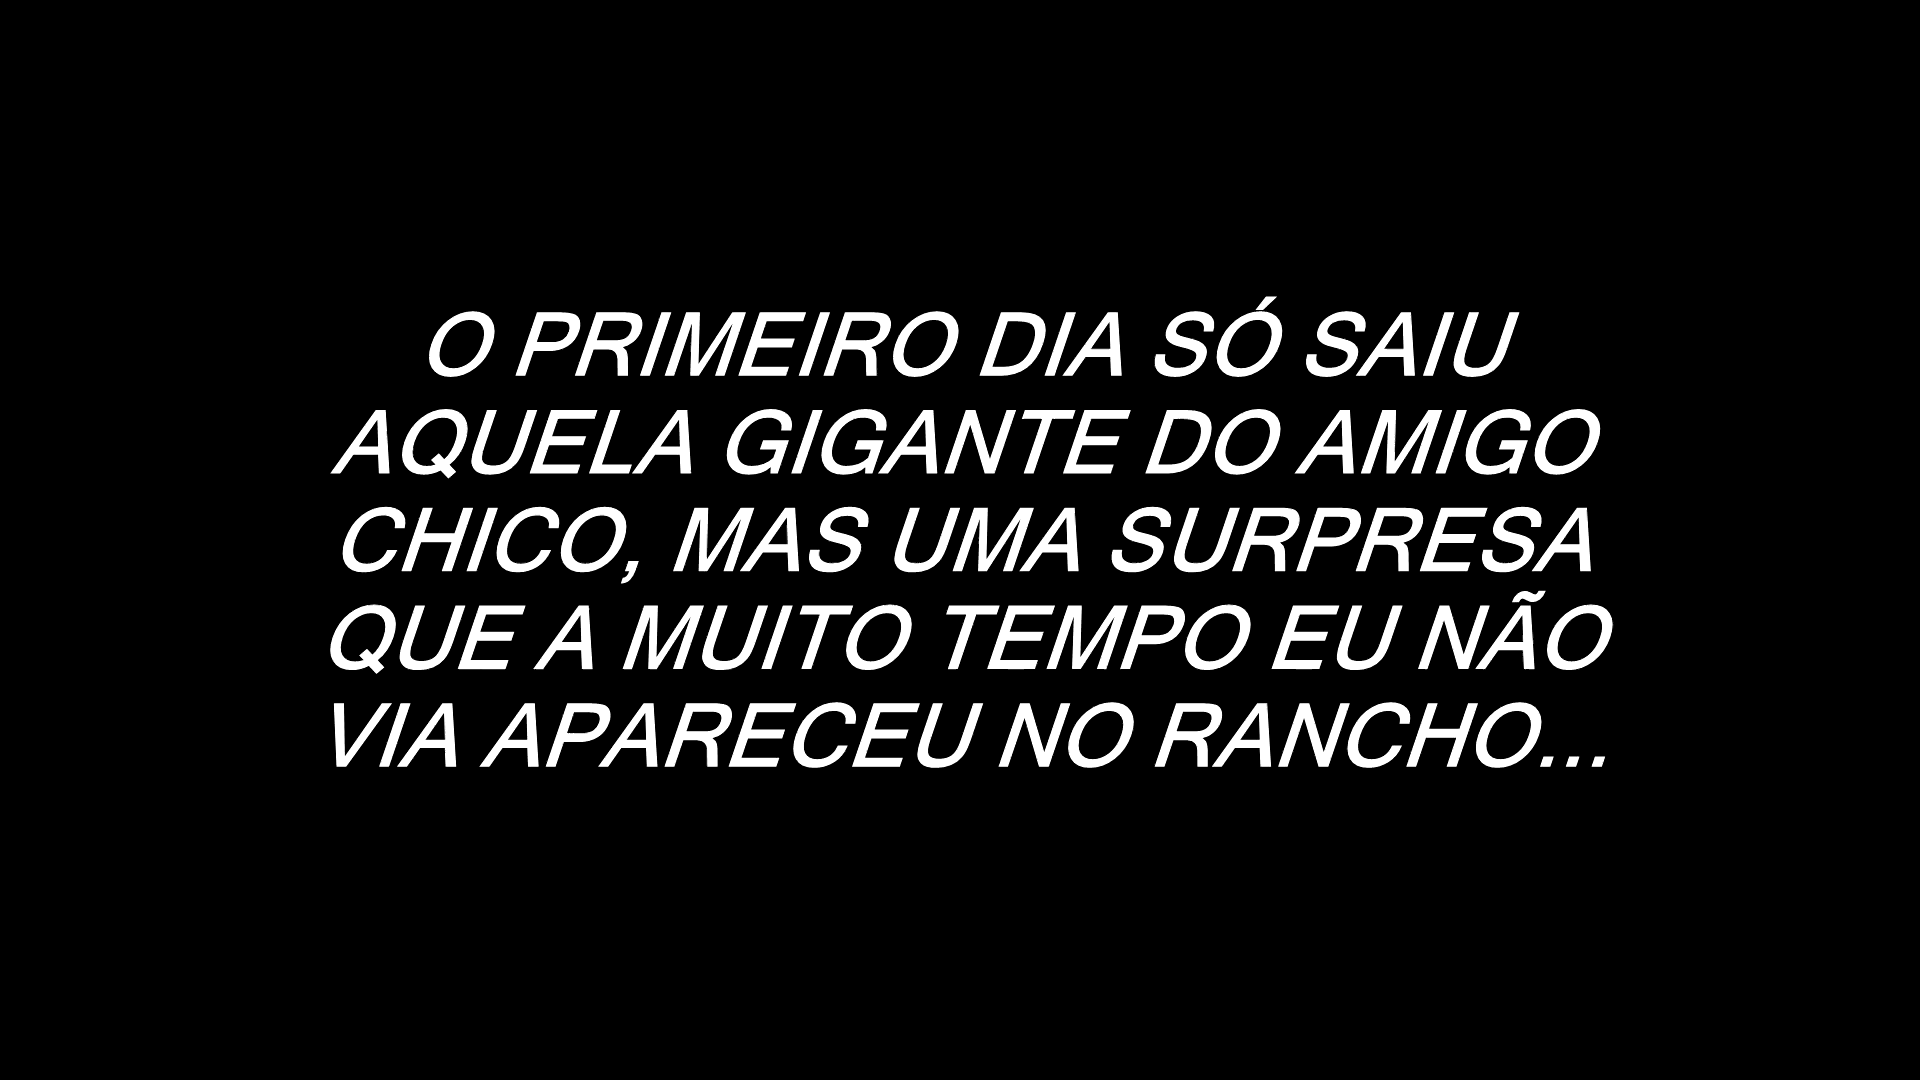 O PRIMEIRO DIA SÓ SAIU
AQUELA GIGANTE DO AMIGO
CHICO, MAS UMA SURPRESA
QUE A MUITO TEMPO EU NÃO
VIA APARECEU NO RANCHO...